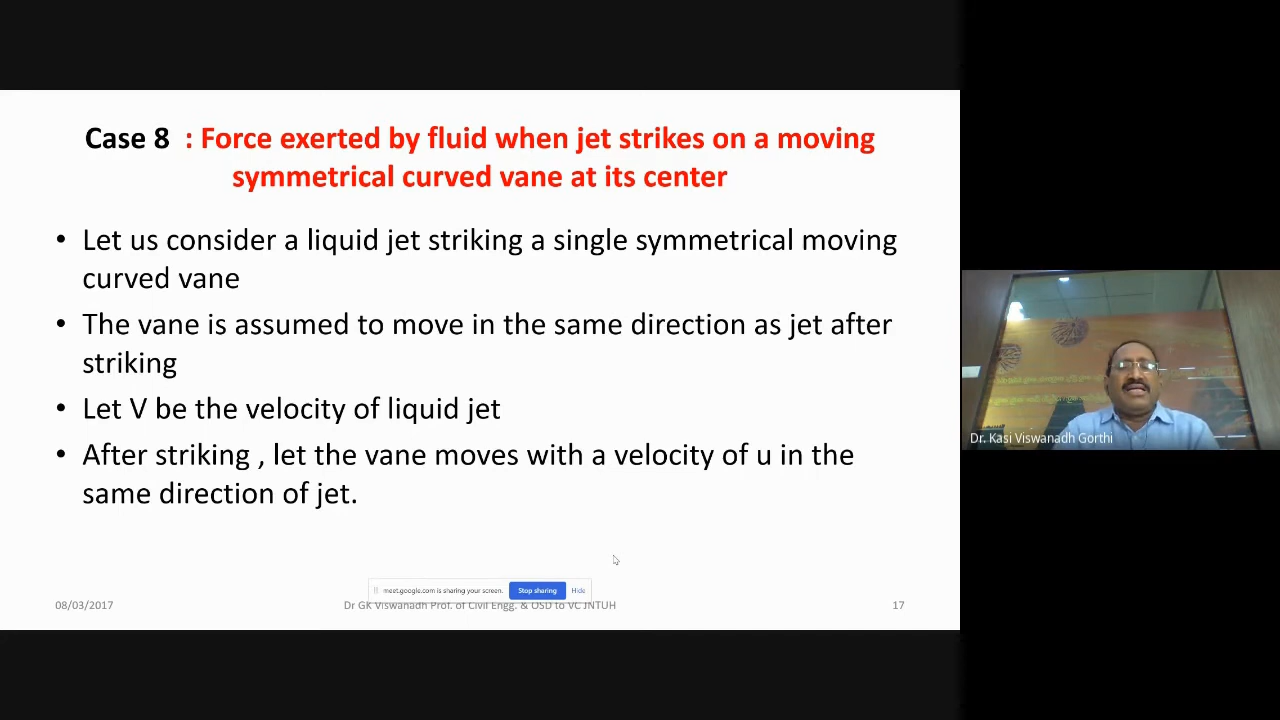 Case 8 : Force exerted by fluid when jet strikes on a moving
symmetrical curved vane at its center
• Let us consider a liquid jet striking a single symmetrical moving
curved vane
• The vane is assumed to move in the same direction as jet after
striking
• Let V be the velocity of liquid jet
• After striking , let the vane moves with a velocity of u in the
same direction of jet.
meet.google.com is sharing your screen. Stop sharing Hide
08/03/2017 Dr GK Viswanadh Prof. of Civil Engg. & OSD to VC JNTUH 17
Dr. Kasi Viswanadh Gorthi